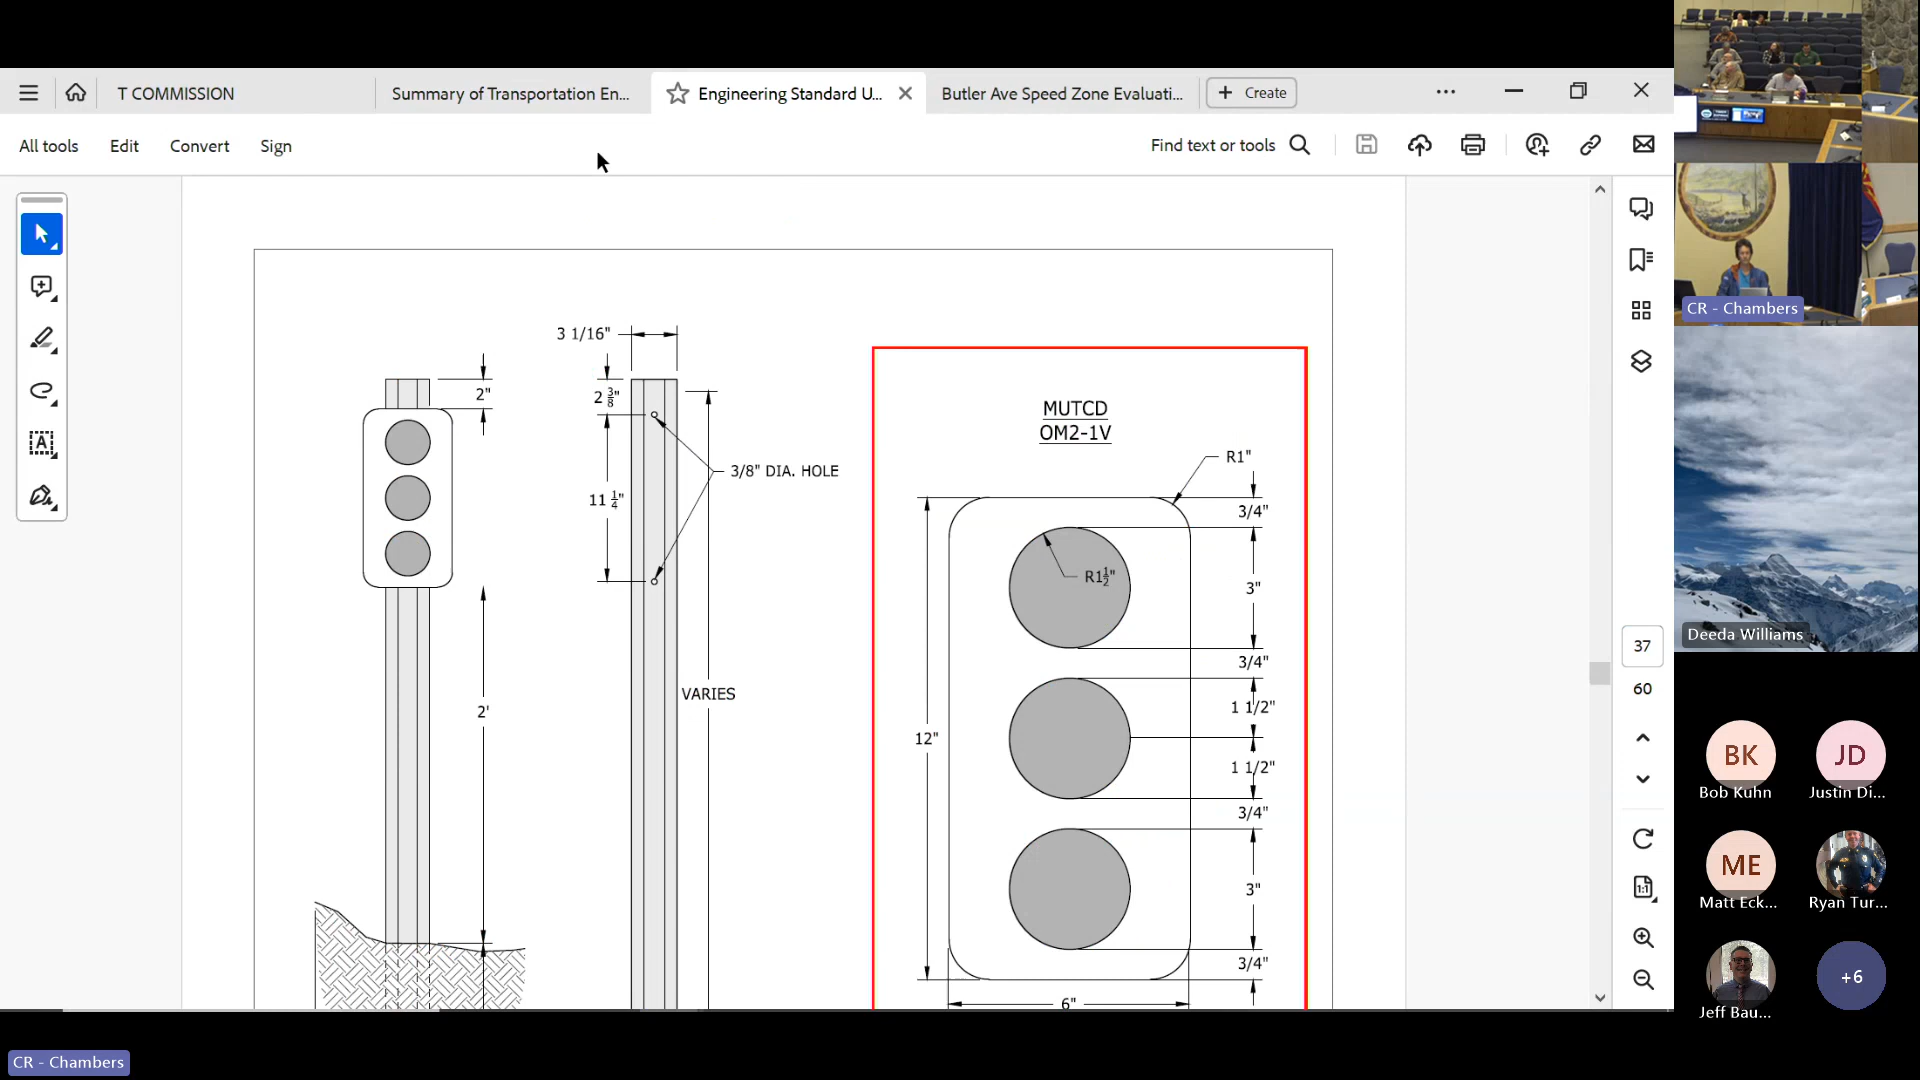 T COMMISSION
Summary of Transportation En...
Engineering Standard U...
Butler Ave Speed Zone Evaluati...
Create
All tools
Edit
Convert
Sign
Find text or tools
3 1/16"
2"
2 3/8"
3/8" DIA. HOLE
11 1/4"
VARIES
2'
MUTCD
OM2-1V
R1"
3/4"
R1 1/2"
3"
3/4"
1 1/2"
12"
1 1/2"
3/4"
3"
3/4"
6"
37
60
1:1
CR - Chambers
Deeda Williams
BK
Bob Kuhn
JD
Justin Di...
ME
Matt Eck...
Ryan Tur...
Jeff Bau...
+6
CR - Chambers